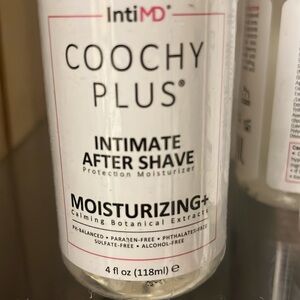 IntiMD®
COOCHY
PLUS®
INTIMATE
AFTER SHAVE
Protection Moisturizer
MOISTURIZING+
Calming Botanical Extracts
PH-BALANCED • PARABEN-FREE • PHTHALATES-FREE
SULFATE-FREE • ALCOHOL-FREE
4 fl oz (118ml) e